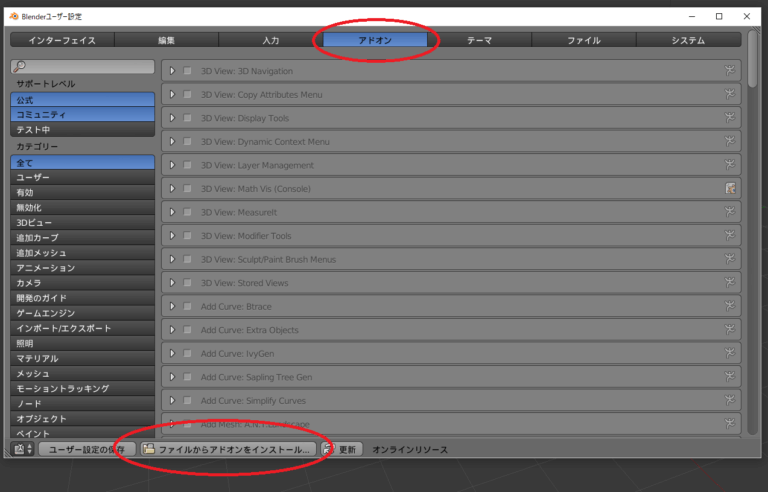 Blenderユーザー設定
インターフェイス 編集 入力 アドオン テーマ ファイル システム
サポートレベル
公式
コミュニティ
テスト中
カテゴリー
全て
ユーザー
有効
無効化
3Dビュー
追加カーブ
追加メッシュ
アニメーション
カメラ
開発のガイド
ゲームエンジン
インポート/エクスポート
照明
マテリアル
メッシュ
モーショントラッキング
ノード
オブジェクト
ペイント
3D View: 3D Navigation
3D View: Copy Attributes Menu
3D View: Display Tools
3D View: Dynamic Context Menu
3D View: Layer Management
3D View: Math Vis (Console)
3D View: MeasureIt
3D View: Modifier Tools
3D View: Sculpt/Paint Brush Menus
3D View: Stored Views
Add Curve: Btrace
Add Curve: Extra Objects
Add Curve: IvyGen
Add Curve: Sapling Tree Gen
Add Curve: Simplify Curves
Add Mesh: A.N.T.Landscape
ユーザー設定の保存 ファイルからアドオンをインストール... 更新 オンラインリソース